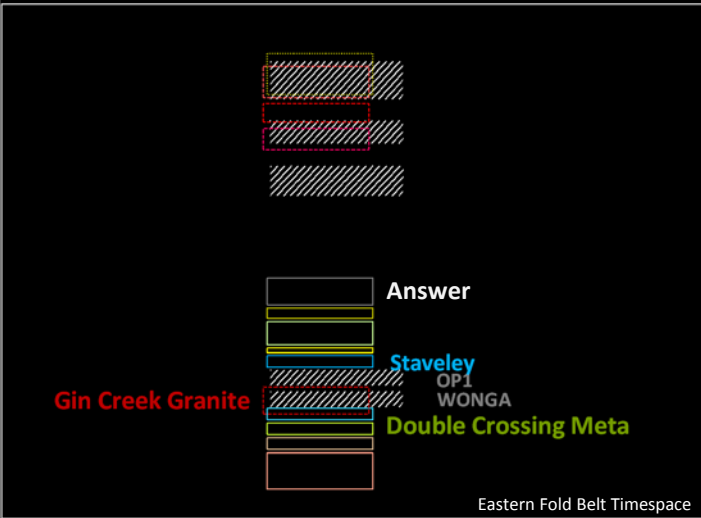 Answer
Staveley
OP1
Gin Creek Granite
WONGA
Double Crossing Meta
Eastern Fold Belt Timespace